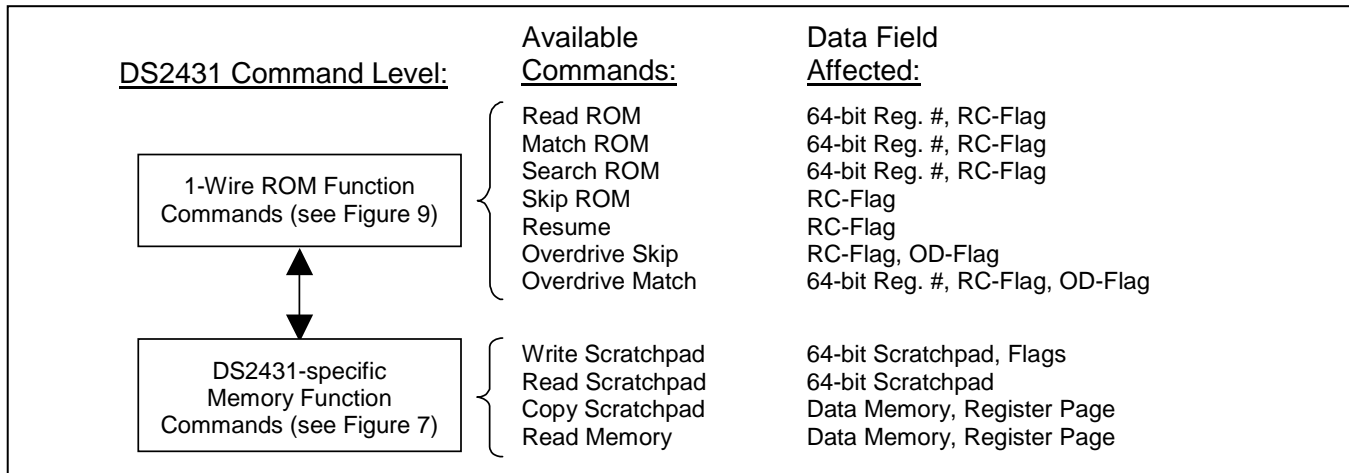 DS2431 Command Level:
Available
Commands:
Data Field
Affected:
1-Wire ROM Function
Commands (see Figure 9)
Read ROM 64-bit Reg. #, RC-Flag
Match ROM 64-bit Reg. #, RC-Flag
Search ROM 64-bit Reg. #, RC-Flag
Skip ROM RC-Flag
Resume RC-Flag
Overdrive Skip RC-Flag, OD-Flag
Overdrive Match 64-bit Reg. #, RC-Flag, OD-Flag
DS2431-specific
Memory Function
Commands (see Figure 7)
Write Scratchpad 64-bit Scratchpad, Flags
Read Scratchpad 64-bit Scratchpad
Copy Scratchpad Data Memory, Register Page
Read Memory Data Memory, Register Page